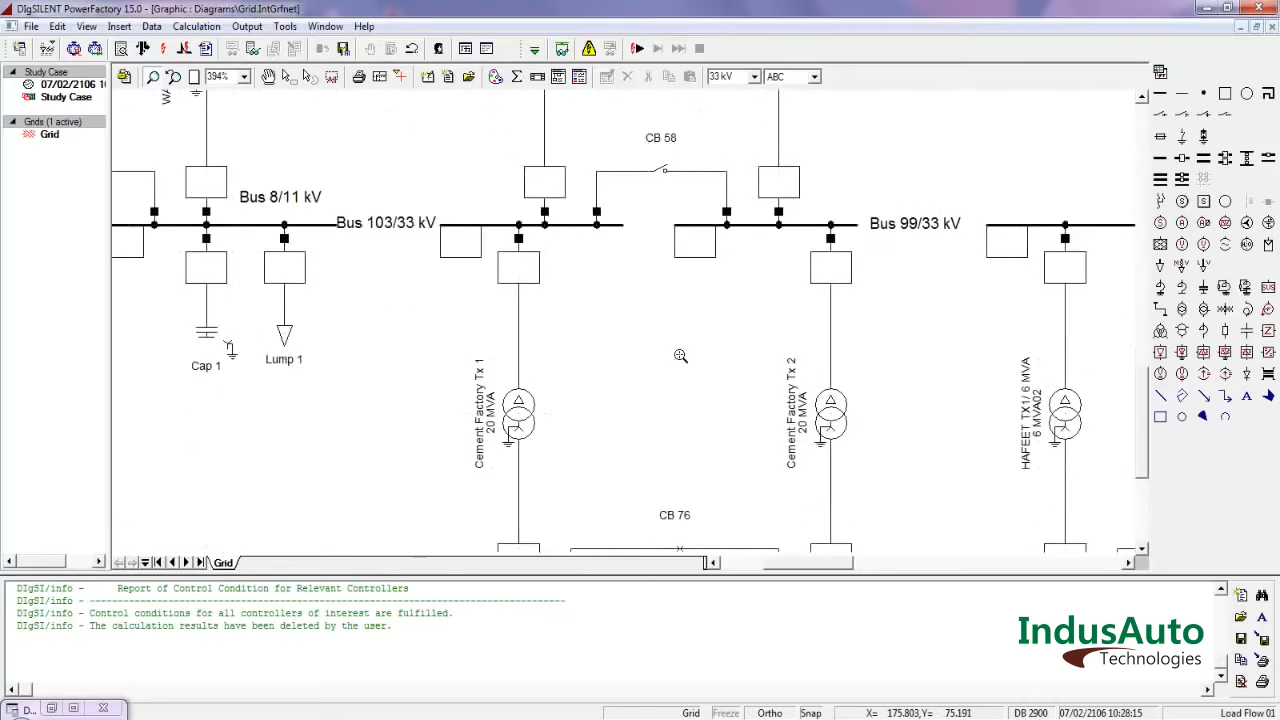 DIgSILENT PowerFactory 15.0 - [Graphic : Diagrams\Grid.IntGrfnet]
File Edit View Insert Data Calculation Output Tools Window Help
394%
33 kV
ABC
Study Case
07/02/2106 10
Study Case
Grids (1 active)
Grid
WA
CB 58
Bus 8/11 kV
Bus 103/33 kV
Bus 99/33 kV
Cap 1
Lump 1
Cement Factory Tx 1
20 MVA
Cement Factory Tx 2
20 MVA
HAFEET TX1/ 6 MVA
6 MVA02
CB 76
Grid
DIgSI/info - Report of Control Condition for Relevant Controllers
DIgSI/info - --------------------------------------------------------------------
DIgSI/info - Control conditions for all controllers of interest are fulfilled.
DIgSI/info - The calculation results have been deleted by the user.
IndusAuto
Technologies
D...
Grid Freeze Ortho Snap X= 175.803,Y= 75.191 DB 2900 07/02/2106 10:28:15 Load Flow 01